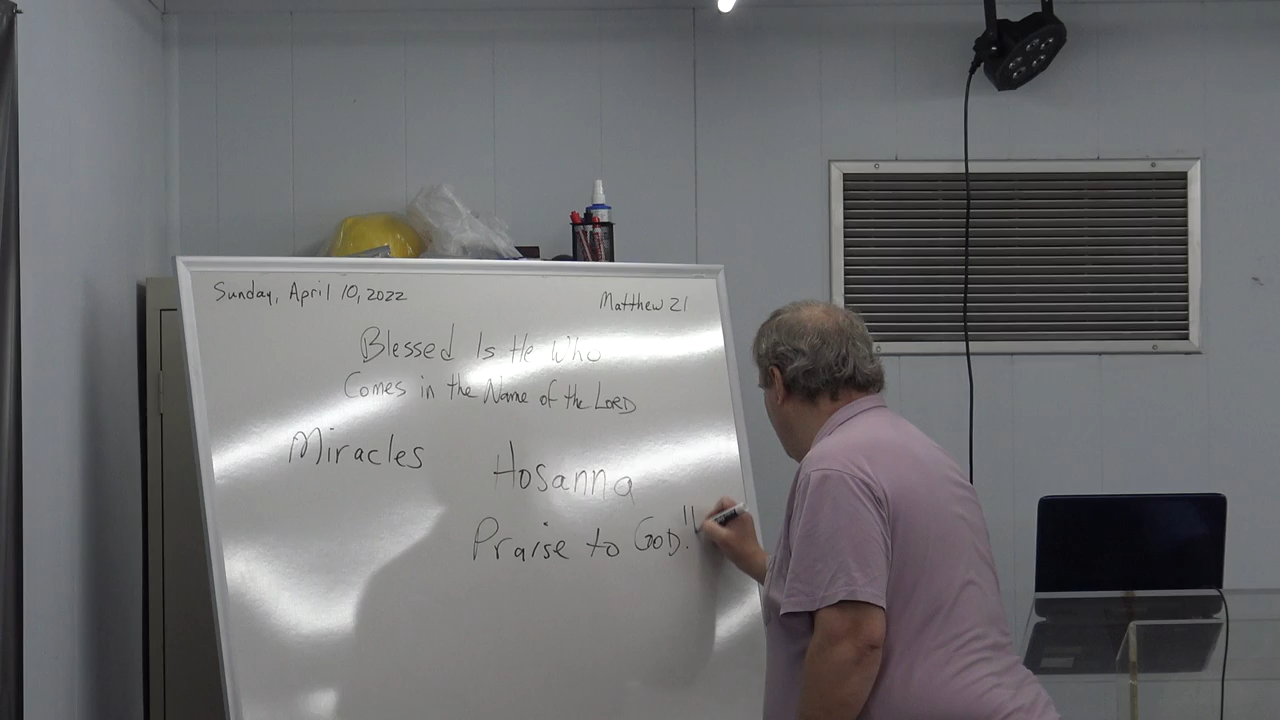 Sunday, April 10, 2022
Matthew 21
Blessed Is He Who
Comes in the Name of the LORD
Miracles
Hosanna
Praise to GOD!!